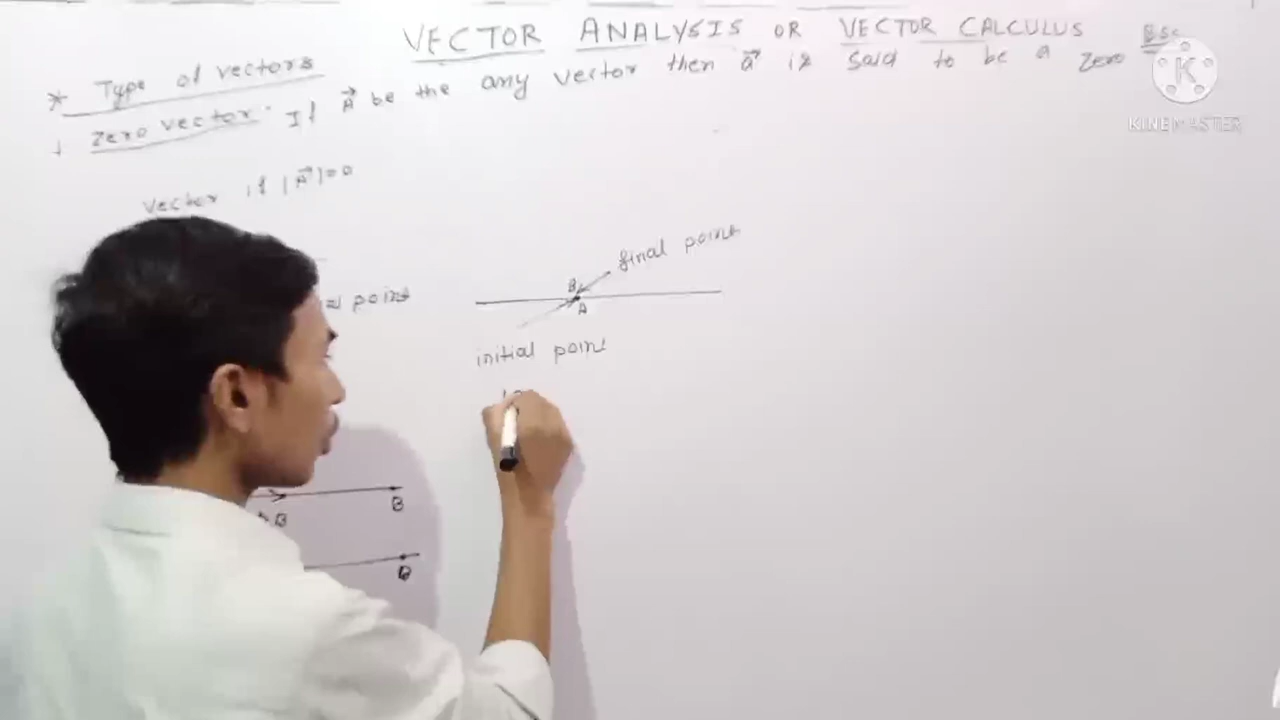 VECTOR ANALYSIS OR VECTOR CALCULUS BSc
* Type of vectors
Zero vector: If A⃗ be the any vector then a⃗ is said to be a zero
vector if |A⃗|=0
final point
B
A
point
initial point
B
B
B
KINEMASTER